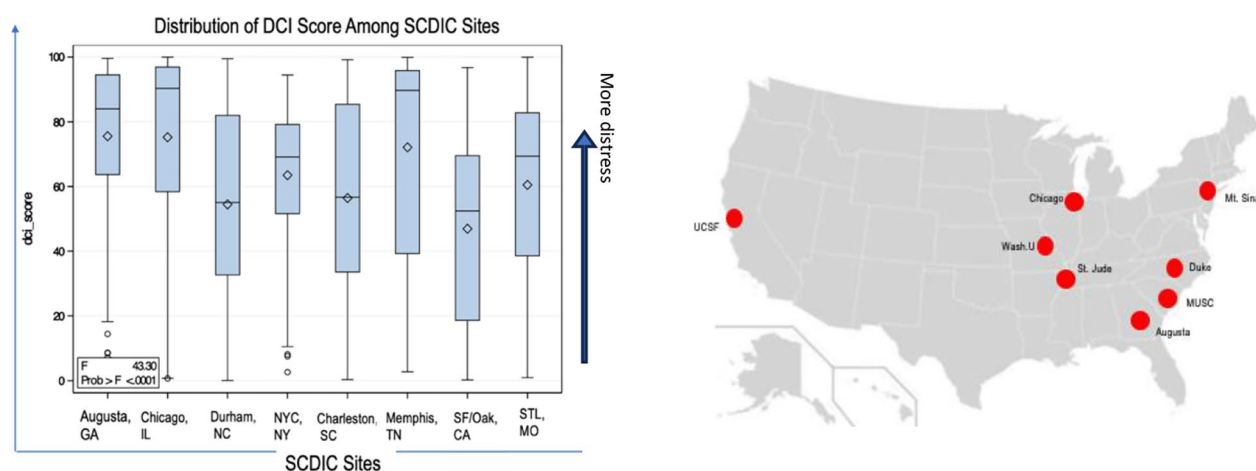 Distribution of DCI Score Among SCDIC Sites
100
80
60
40
20
0
dci_score
F 43.30
Prob > F <.0001
Augusta, GA
Chicago, IL
Durham, NC
NYC, NY
Charleston, SC
Memphis, TN
SF/Oak, CA
STL, MO
SCDIC Sites
More distress
UCSF
Chicago
Wash.U
St. Jude
Mt. Sina
Duke
MUSC
Augusta